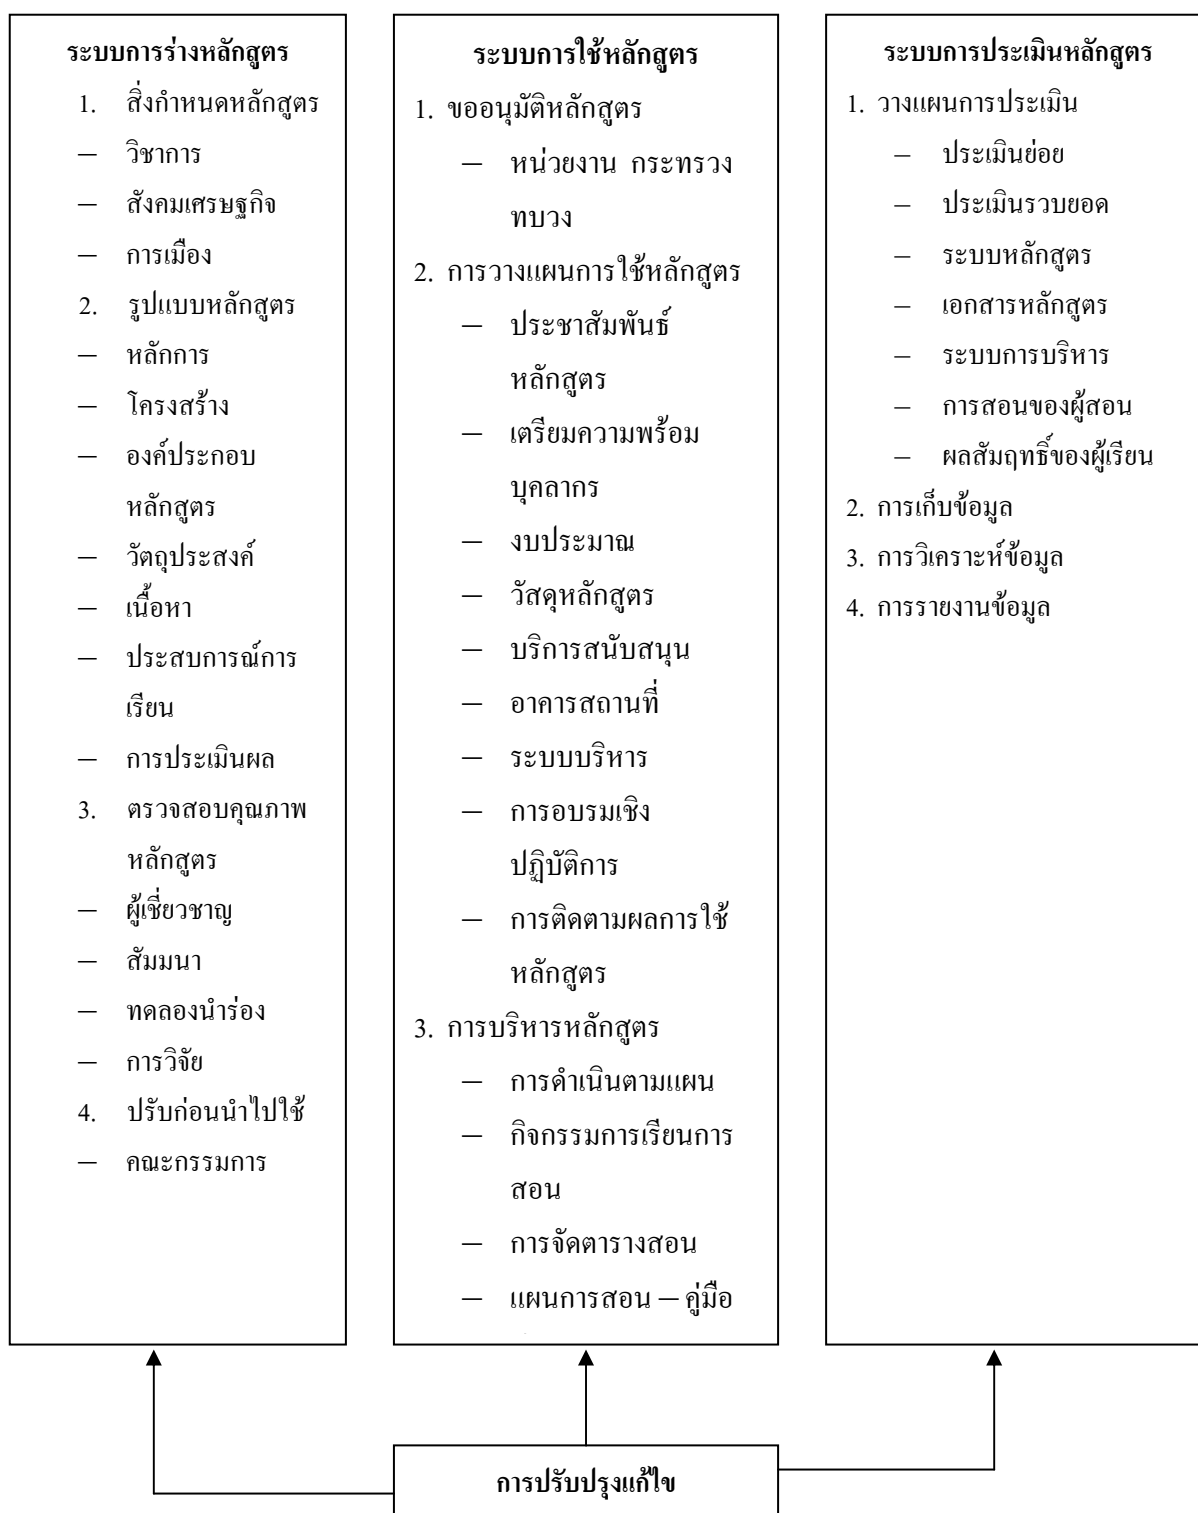 ระบบการร่างหลักสูตร
1. สิ่งกำหนดหลักสูตร
– วิชาการ
– สังคมเศรษฐกิจ
– การเมือง
2. รูปแบบหลักสูตร
– หลักการ
– โครงสร้าง
– องค์ประกอบ
หลักสูตร
– วัตถุประสงค์
– เนื้อหา
– ประสบการณ์การ
เรียน
– การประเมินผล
3. ตรวจสอบคุณภาพ
หลักสูตร
– ผู้เชี่ยวชาญ
– สัมมนา
– ทดลองนำร่อง
– การวิจัย
4. ปรับก่อนนำไปใช้
– คณะกรรมการ
ระบบการใช้หลักสูตร
1. ขออนุมัติหลักสูตร
– หน่วยงาน กระทรวง
ทบวง
2. การวางแผนการใช้หลักสูตร
– ประชาสัมพันธ์
หลักสูตร
– เตรียมความพร้อม
บุคลากร
– งบประมาณ
– วัสดุหลักสูตร
– บริการสนับสนุน
– อาคารสถานที่
– ระบบบริหาร
– การอบรมเชิง
ปฏิบัติการ
– การติดตามผลการใช้
หลักสูตร
3. การบริหารหลักสูตร
– การดำเนินตามแผน
– กิจกรรมการเรียนการ
สอน
– การจัดตารางสอน
– แผนการสอน – คู่มือ
ระบบการประเมินหลักสูตร
1. วางแผนการประเมิน
– ประเมินย่อย
– ประเมินรวบยอด
– ระบบหลักสูตร
– เอกสารหลักสูตร
– ระบบการบริหาร
– การสอนของผู้สอน
– ผลสัมฤทธิ์ของผู้เรียน
2. การเก็บข้อมูล
3. การวิเคราะห์ข้อมูล
4. การรายงานข้อมูล
การปรับปรุงแก้ไข